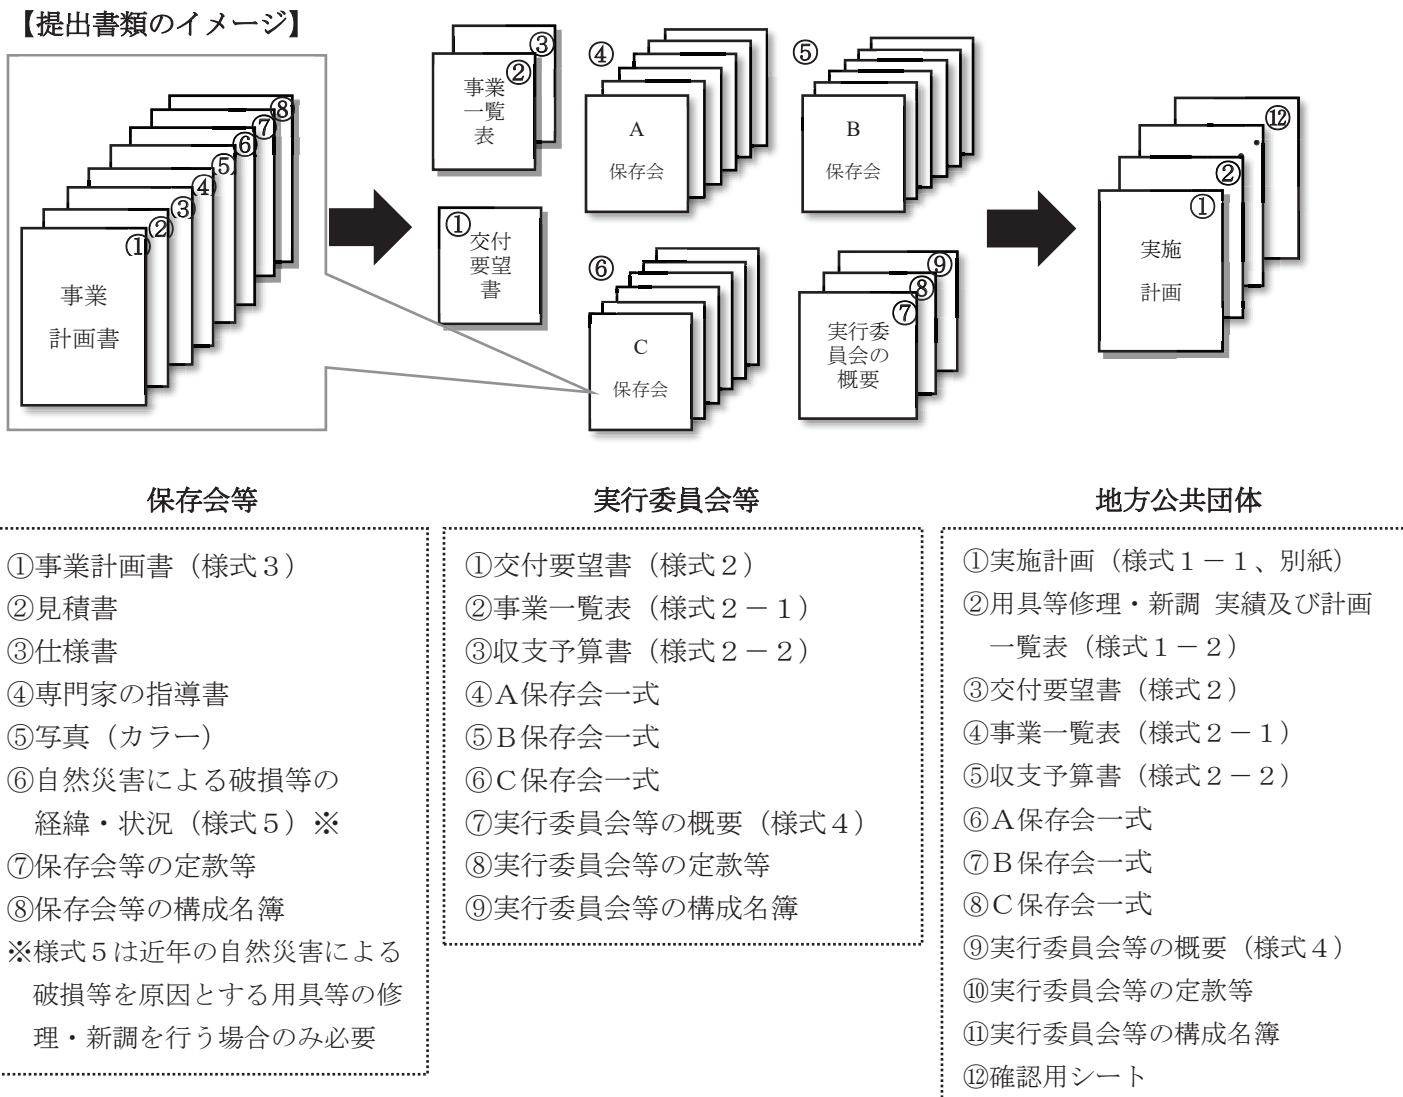 【提出書類のイメージ】
⑧
⑦
⑥
⑤
④
③
②
①
事業
計画書
③
②
事業
一覧
表
①
交付
要望
書
④
A
保存会
⑤
B
保存会
⑥
C
保存会
⑨
⑧
⑦
実行委
員会の
概要
⑫
②
①
実施
計画
保存会等
①事業計画書（様式３）
②見積書
③仕様書
④専門家の指導書
⑤写真（カラー）
⑥自然災害による破損等の
経緯・状況（様式５）※
⑦保存会等の定款等
⑧保存会等の構成名簿
※様式５は近年の自然災害による
破損等を原因とする用具等の修
理・新調を行う場合のみ必要
実行委員会等
①交付要望書（様式２）
②事業一覧表（様式２－１）
③収支予算書（様式２－２）
④Ａ保存会一式
⑤Ｂ保存会一式
⑥Ｃ保存会一式
⑦実行委員会等の概要（様式４）
⑧実行委員会等の定款等
⑨実行委員会等の構成名簿
地方公共団体
①実施計画（様式１－１、別紙）
②用具等修理・新調 実績及び計画
一覧表（様式１－２）
③交付要望書（様式２）
④事業一覧表（様式２－１）
⑤収支予算書（様式２－２）
⑥Ａ保存会一式
⑦Ｂ保存会一式
⑧Ｃ保存会一式
⑨実行委員会等の概要（様式４）
⑩実行委員会等の定款等
⑪実行委員会等の構成名簿
⑫確認用シート